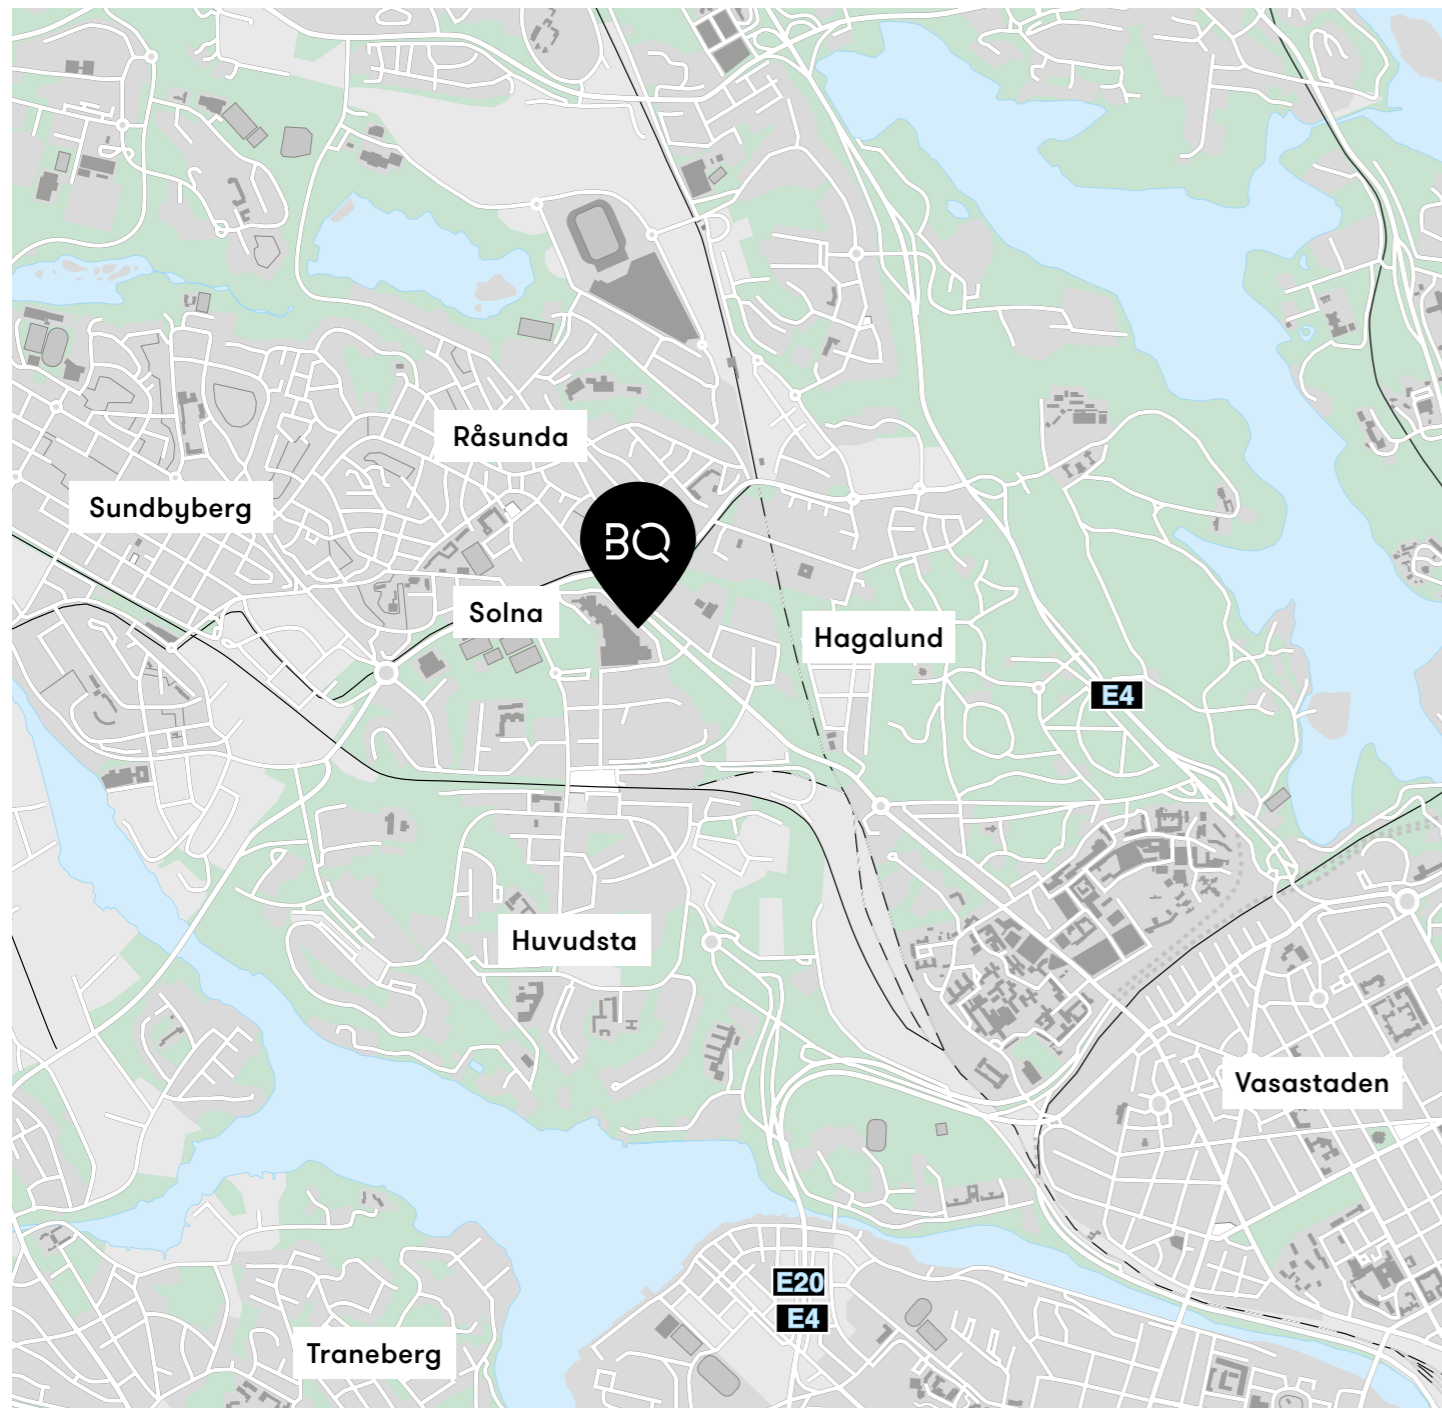 Råsunda
Sundbyberg
BQ
Solna
Hagalund
E4
Huvudsta
Vasastaden
E20
E4
Traneberg